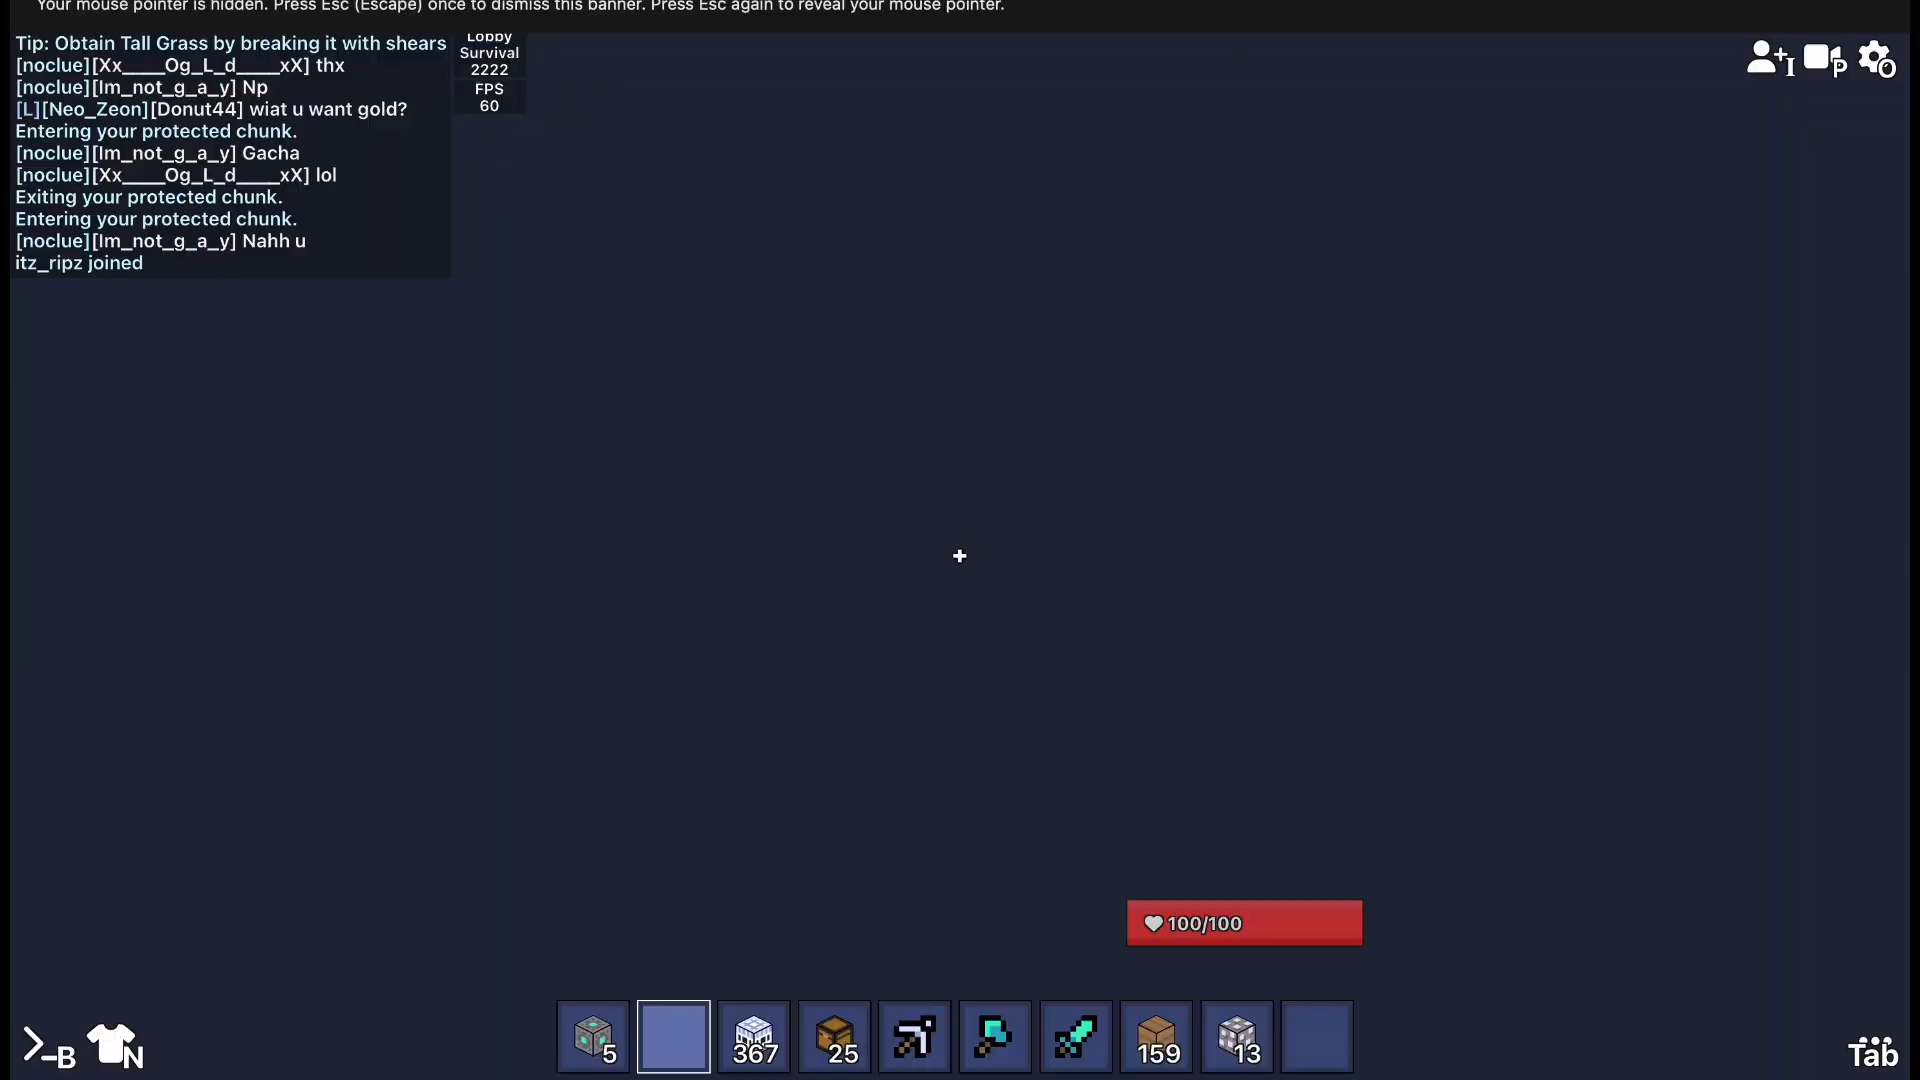 Your mouse pointer is hidden. Press Esc (Escape) once to dismiss this banner. Press Esc again to reveal your mouse pointer.
Tip: Obtain Tall Grass by breaking it with shears
[noclue][Xx____Og_L_d____xX] thx
[noclue][Im_not_g_a_y] Np
[L][Neo_Zeon][Donut44] wiat u want gold?
Entering your protected chunk.
[noclue][Im_not_g_a_y] Gacha
[noclue][Xx____Og_L_d____xX] lol
Exiting your protected chunk.
Entering your protected chunk.
[noclue][Im_not_g_a_y] Nahh u
itz_ripz joined
Lobby
Survival
2222
FPS
60
I
P
O
100/100
B
N
5
367
25
159
13
Tab